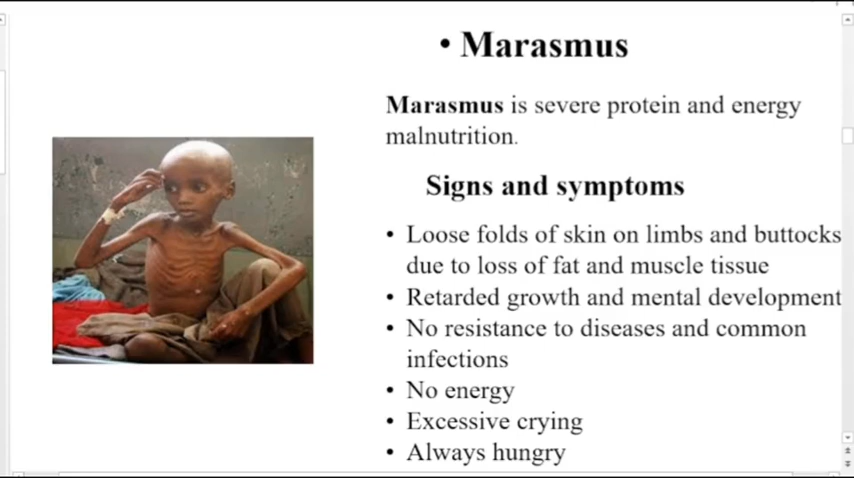 • Marasmus
Marasmus is severe protein and energy
malnutrition.
Signs and symptoms
• Loose folds of skin on limbs and buttocks
due to loss of fat and muscle tissue
• Retarded growth and mental development
• No resistance to diseases and common
infections
• No energy
• Excessive crying
• Always hungry